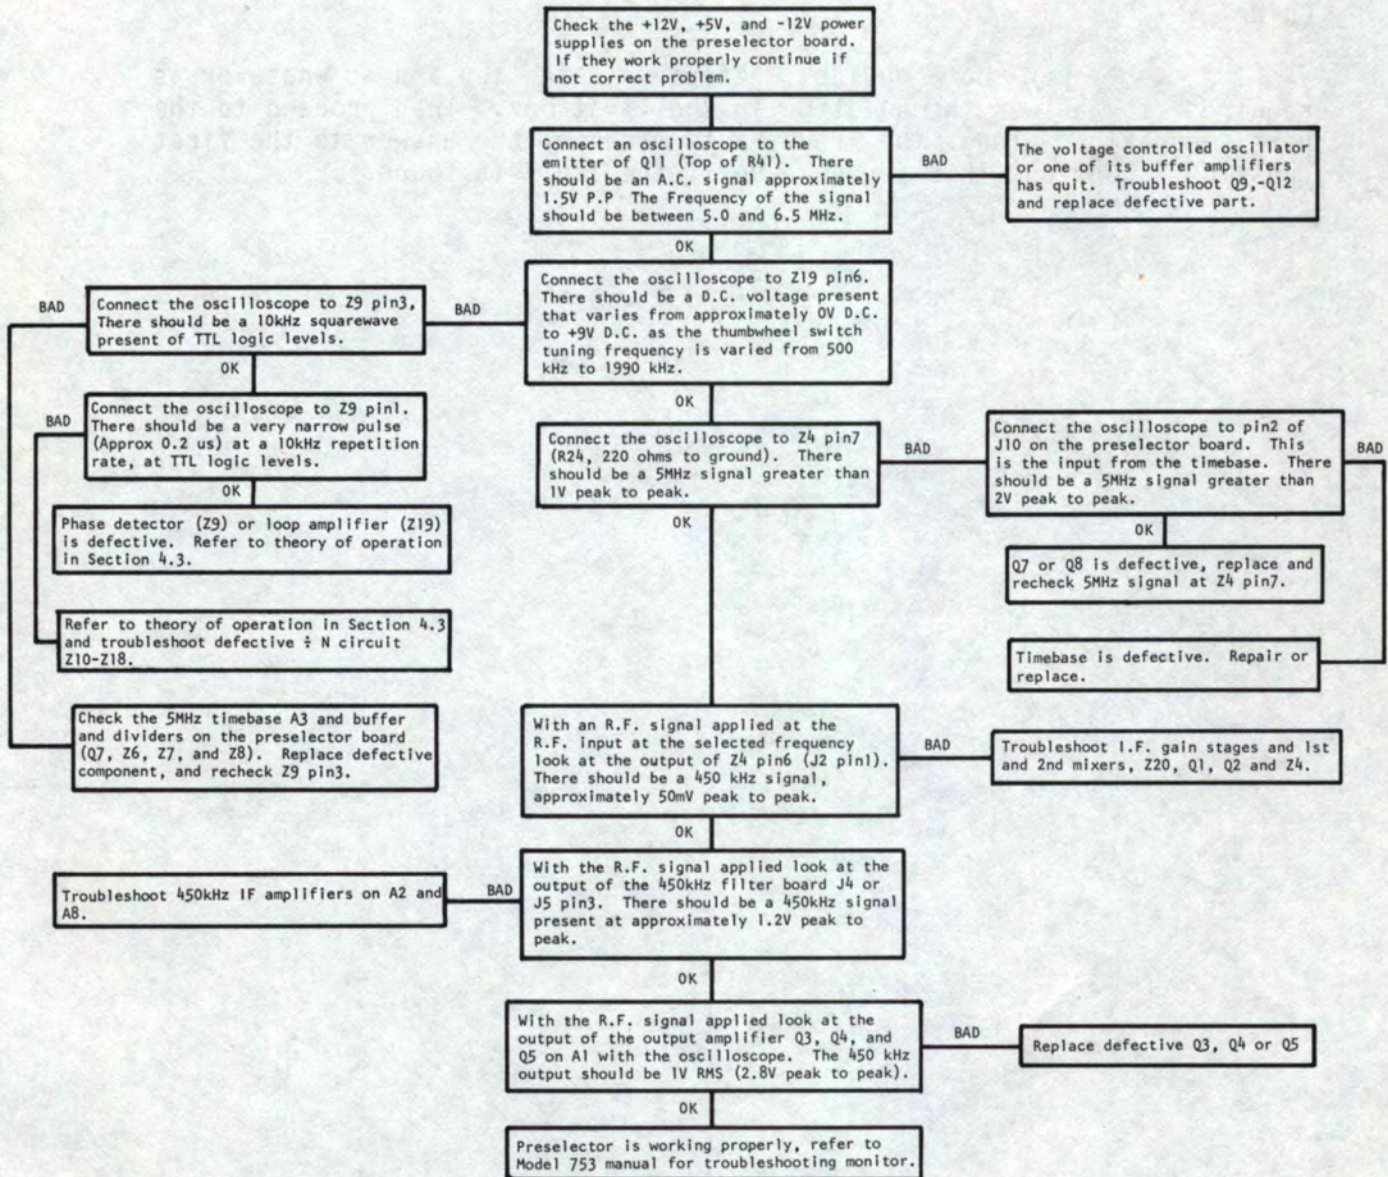 Check the +12V, +5V, and -12V power
supplies on the preselector board.
If they work properly continue if
not correct problem.
Connect an oscilloscope to the
emitter of Q11 (Top of R41). There
should be an A.C. signal approximately
1.5V P.P The Frequency of the signal
should be between 5.0 and 6.5 MHz.
BAD
The voltage controlled oscillator
or one of its buffer amplifiers
has quit. Troubleshoot Q9,-Q12
and replace defective part.
OK
Connect the oscilloscope to Z19 pin6.
There should be a D.C. voltage present
that varies from approximately 0V D.C.
to +9V D.C. as the thumbwheel switch
tuning frequency is varied from 500
kHz to 1990 kHz.
BAD
Connect the oscilloscope to Z9 pin3,
There should be a 10kHz squarewave
present of TTL logic levels.
BAD
OK
Connect the oscilloscope to Z9 pin1.
There should be a very narrow pulse
(Approx 0.2 us) at a 10kHz repetition
rate, at TTL logic levels.
BAD
OK
Phase detector (Z9) or loop amplifier (Z19)
is defective. Refer to theory of operation
in Section 4.3.
Refer to theory of operation in Section 4.3
and troubleshoot defective ÷ N circuit
Z10-Z18.
Check the 5MHz timebase A3 and buffer
and dividers on the preselector board
(Q7, Z6, Z7, and Z8). Replace defective
component, and recheck Z9 pin3.
OK
Connect the oscilloscope to Z4 pin7
(R24, 220 ohms to ground). There
should be a 5MHz signal greater than
1V peak to peak.
BAD
Connect the oscilloscope to pin2 of
J10 on the preselector board. This
is the input from the timebase. There
should be a 5MHz signal greater than
2V peak to peak.
BAD
OK
Q7 or Q8 is defective, replace and
recheck 5MHz signal at Z4 pin7.
Timebase is defective. Repair or
replace.
OK
With an R.F. signal applied at the
R.F. input at the selected frequency
look at the output of Z4 pin6 (J2 pin1).
There should be a 450 kHz signal,
approximately 50mV peak to peak.
BAD
Troubleshoot I.F. gain stages and 1st
and 2nd mixers, Z20, Q1, Q2 and Z4.
OK
With the R.F. signal applied look at the
output of the 450kHz filter board J4 or
J5 pin3. There should be a 450kHz signal
present at approximately 1.2V peak to
peak.
BAD
Troubleshoot 450kHz IF amplifiers on A2 and
A8.
OK
With the R.F. signal applied look at the
output of the output amplifier Q3, Q4, and
Q5 on A1 with the oscilloscope. The 450 kHz
output should be 1V RMS (2.8V peak to peak).
BAD
Replace defective Q3, Q4 or Q5
OK
Preselector is working properly, refer to
Model 753 manual for troubleshooting monitor.